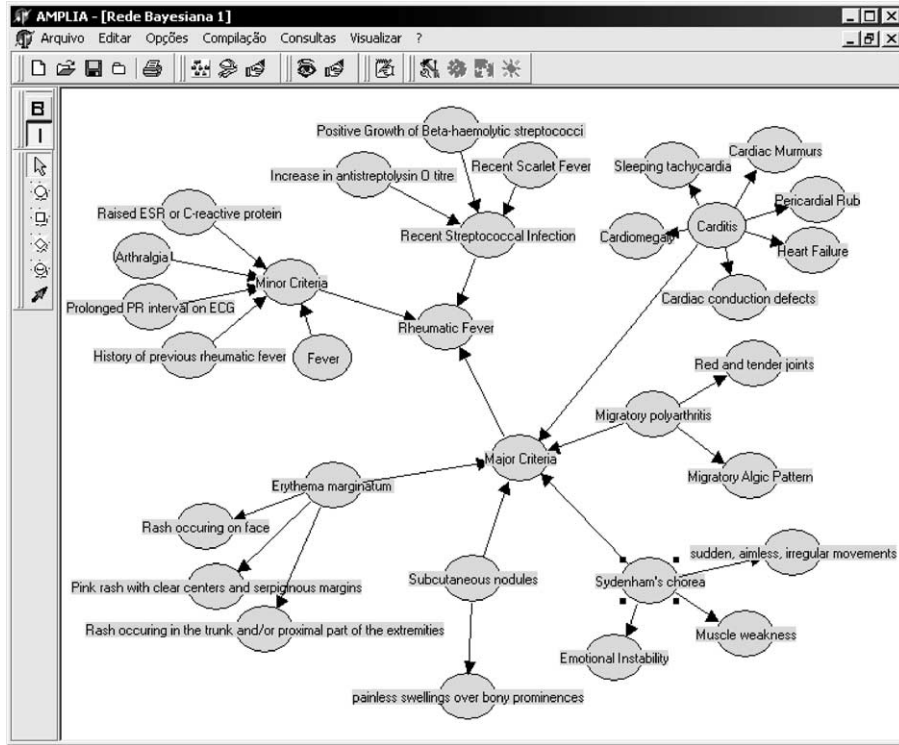 AMPLIA - [Rede Bayesiana 1]
Arquivo Editar Opções Compilação Consultas Visualizar ?
B
I
Positive Growth of Beta-haemolytic streptococci
Increase in antistreptolysin O titre
Recent Scarlet Fever
Recent Streptococcal Infection
Sleeping tachycardia
Cardiac Murmurs
Pericardial Rub
Cardiomegaly
Carditis
Heart Failure
Cardiac conduction defects
Raised ESR or C-reactive protein
Arthralgia
Minor Criteria
Prolonged PR interval on ECG
History of previous rheumatic fever
Fever
Rheumatic Fever
Red and tender joints
Migratory polyarthritis
Migratory Algic Pattern
Major Criteria
Erythema marginatum
Rash occuring on face
Pink rash with clear centers and serpiginous margins
Rash occuring in the trunk and/or proximal part of the extremities
Subcutaneous nodules
painless swellings over bony prominences
sudden, aimless, irregular movements
Sydenham's chorea
Muscle weakness
Emotional Instability